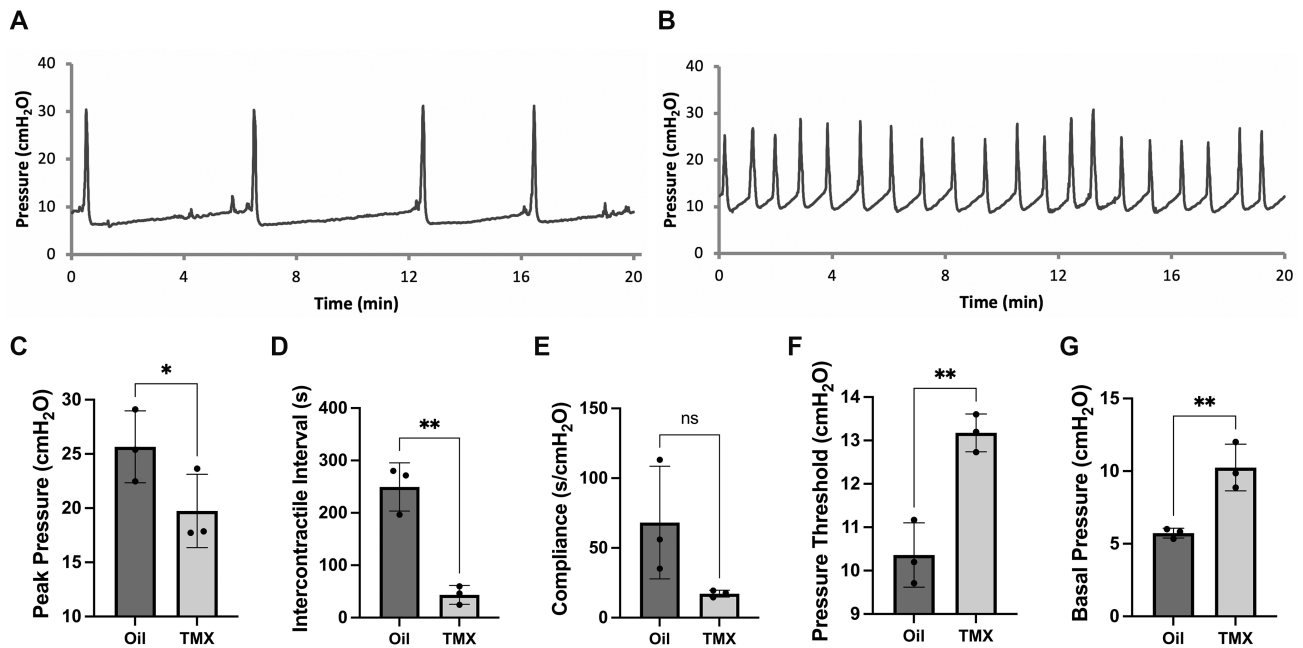 A
Pressure (cmH₂O)
40
30
20
10
0
0 4 8 12 16 20
Time (min)
B
Pressure (cmH₂O)
40
30
20
10
0
0 4 8 12 16 20
Time (min)
C
Peak Pressure (cmH₂O)
30
25
20
15
10
*
Oil TMX
D
Intercontractile Interval (s)
400
300
200
100
0
**
Oil TMX
E
Compliance (s/cmH₂O)
150
100
50
0
ns
Oil TMX
F
Pressure Threshold (cmH₂O)
14
13
12
11
10
9
**
Oil TMX
G
Basal Pressure (cmH₂O)
15
10
5
0
**
Oil TMX